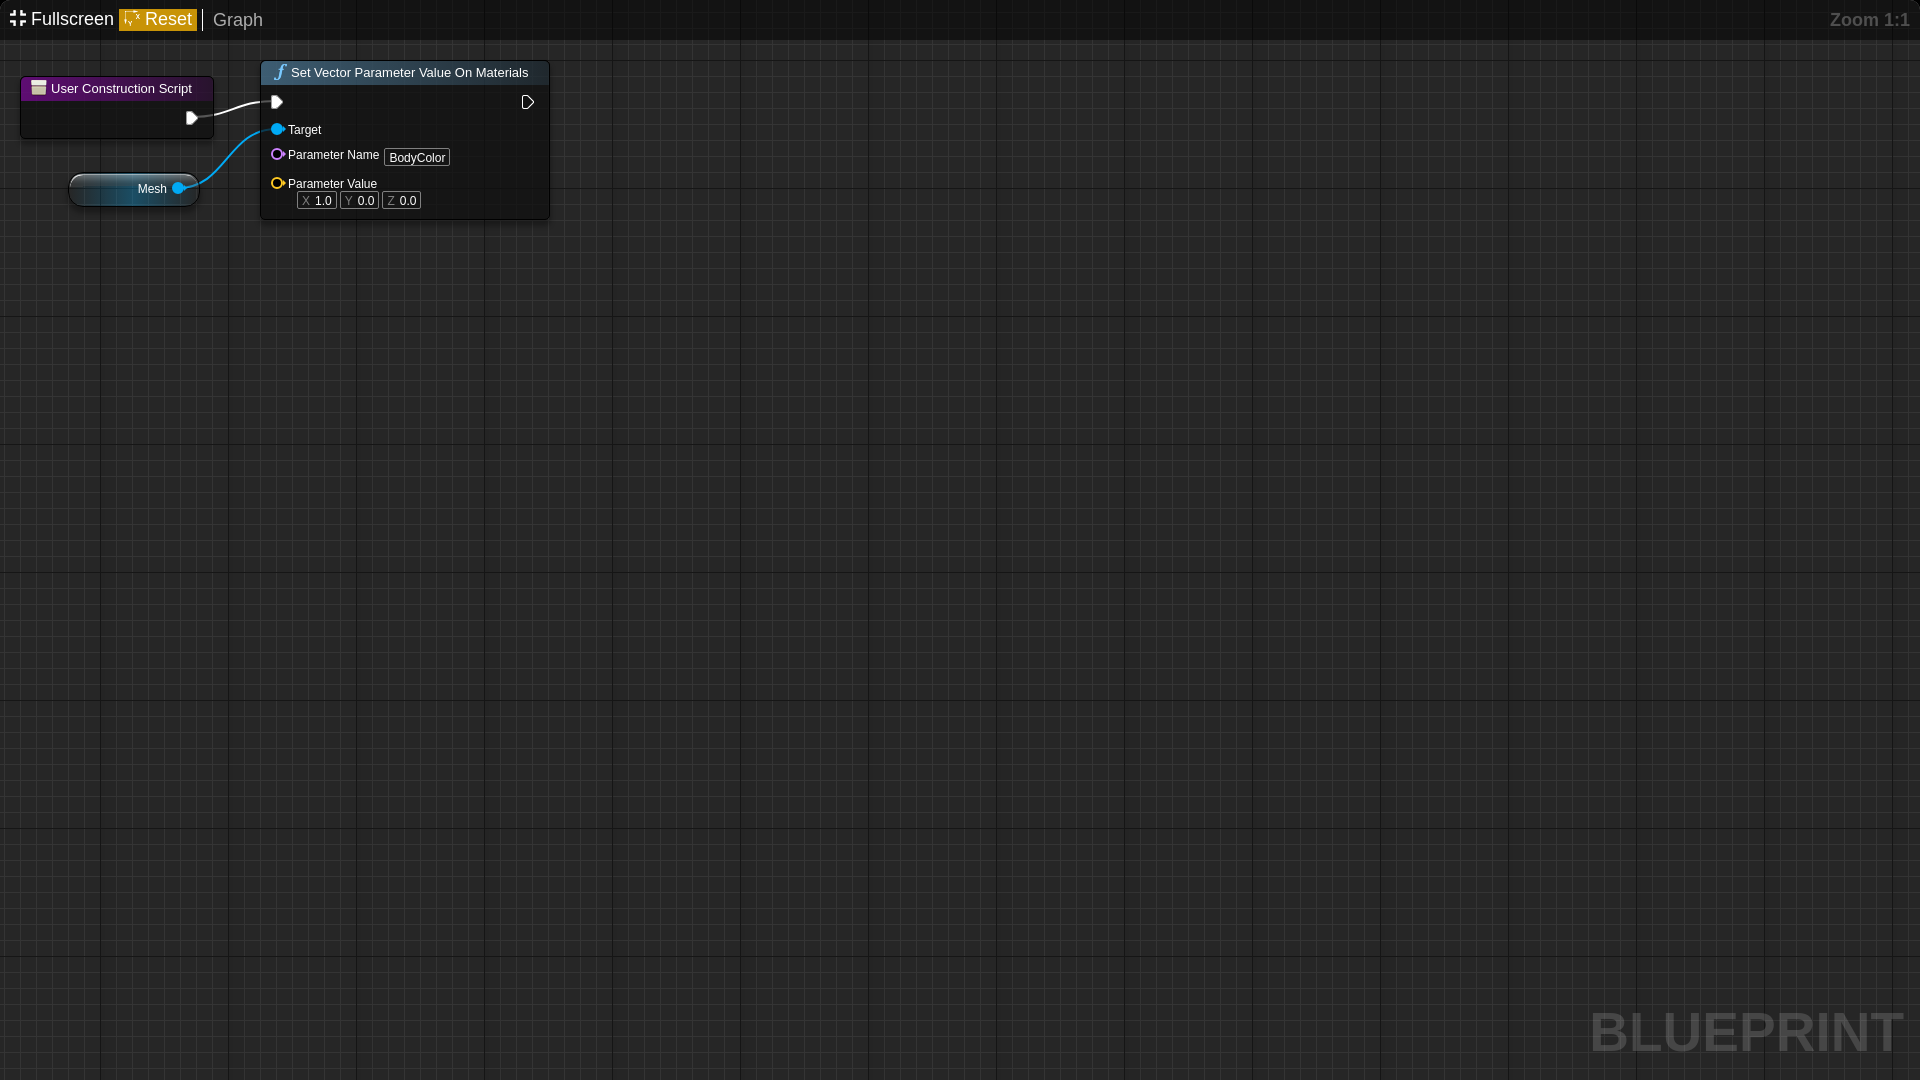 Fullscreen Reset Graph
Zoom 1:1
User Construction Script
Mesh
Set Vector Parameter Value On Materials
Target
Parameter Name BodyColor
Parameter Value
X 1.0 Y 0.0 Z 0.0
BLUEPRINT